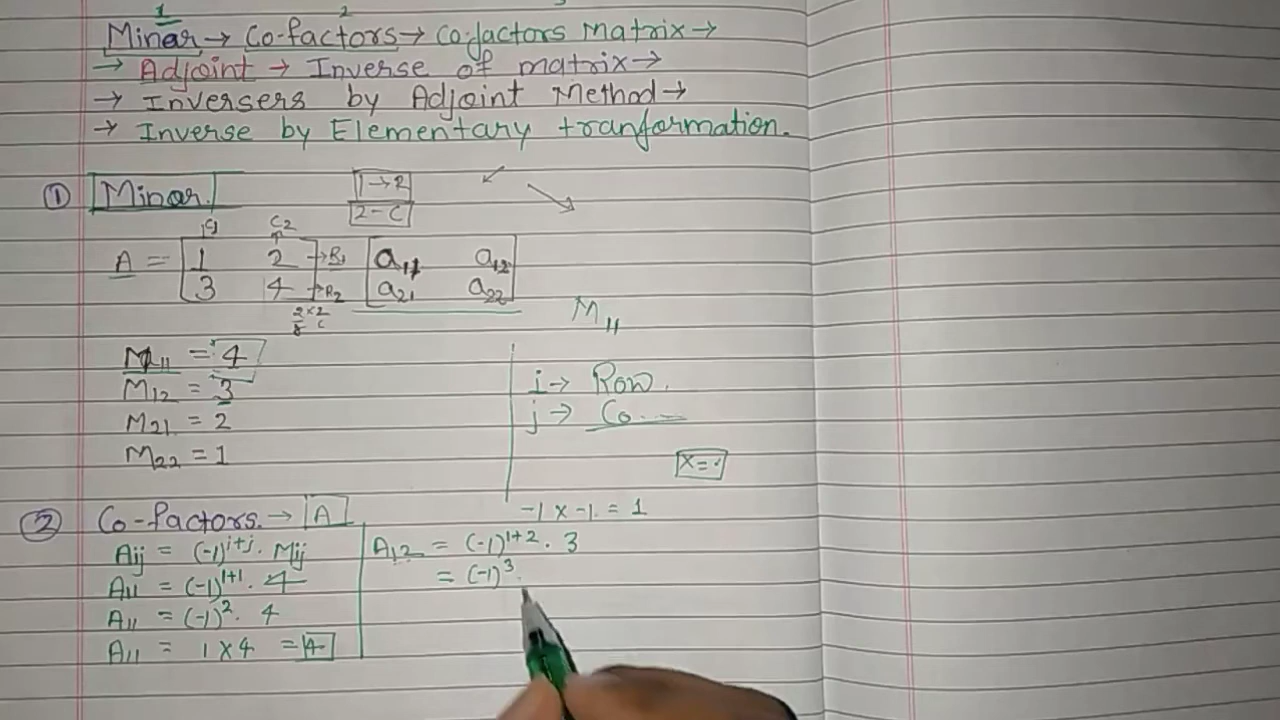 1 2
Minor → Co-factors → Cofactors Matrix →
→ Adjoint → Inverse of matrix →
→ Inversers by Adjoint Method →
→ Inverse by Elementary tranformation.
① Minor. 1→R
2-C
C1 C2
A = [1 2] → R1 [a11 a12]
[3 4] → R2 [a21 a22]
2×2
M11
M11 = 4
M12 = 3
M21 = 2
M22 = 1
i → Row.
j → Co
x=
② Co-factors. → A
-1 x -1 = 1
Aij = (-1)^i+j . Mij
A11 = (-1)^1+1 . 4
A11 = (-1)^2 . 4
A11 = 1 x 4 = 4
A12 = (-1)^1+2 . 3
= (-1)^3 .